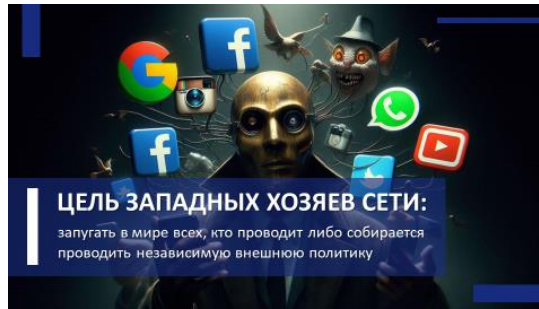 ЦЕЛЬ ЗАПАДНЫХ ХОЗЯЕВ СЕТИ:
запугать в мире всех, кто проводит либо собирается
проводить независимую внешнюю политику